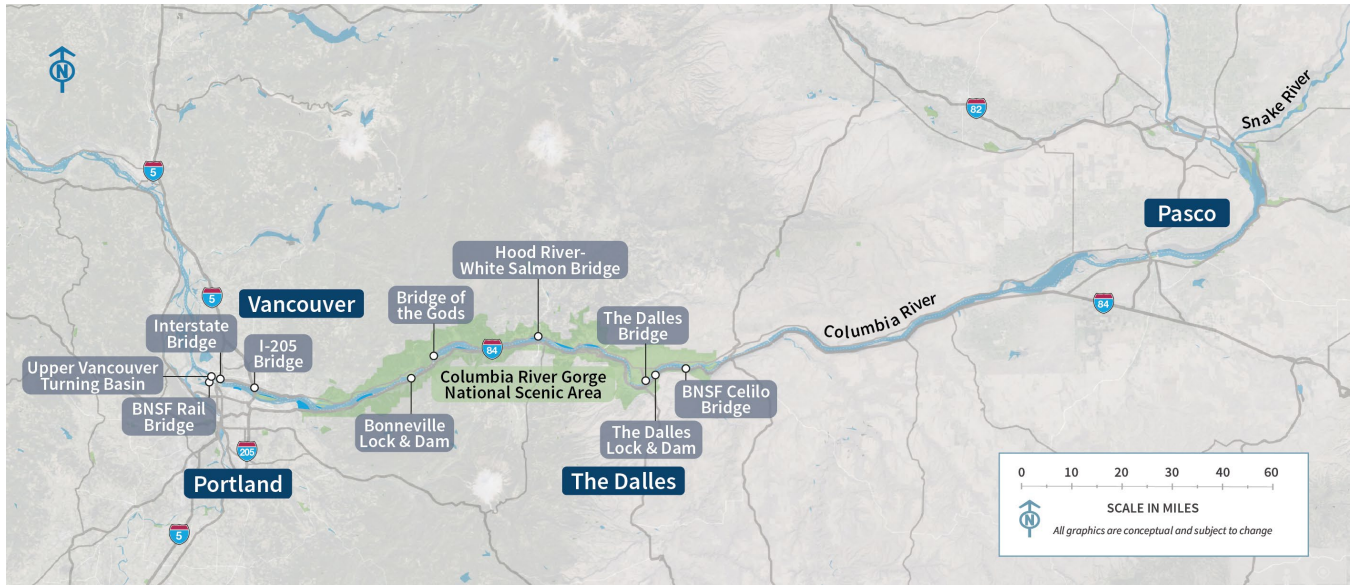 N
82
Snake River
5
Pasco
Hood River-
White Salmon Bridge
Vancouver
5
Bridge of
the Gods
Columbia River
84
The Dalles
Bridge
Interstate
Bridge
I-205
Bridge
84
Upper Vancouver
Turning Basin
Columbia River Gorge
National Scenic Area
BNSF Celilo
Bridge
BNSF Rail
Bridge
Bonneville
Lock & Dam
The Dalles
Lock & Dam
205
Portland
The Dalles
5
0 10 20 30 40 60
SCALE IN MILES
N
All graphics are conceptual and subject to change